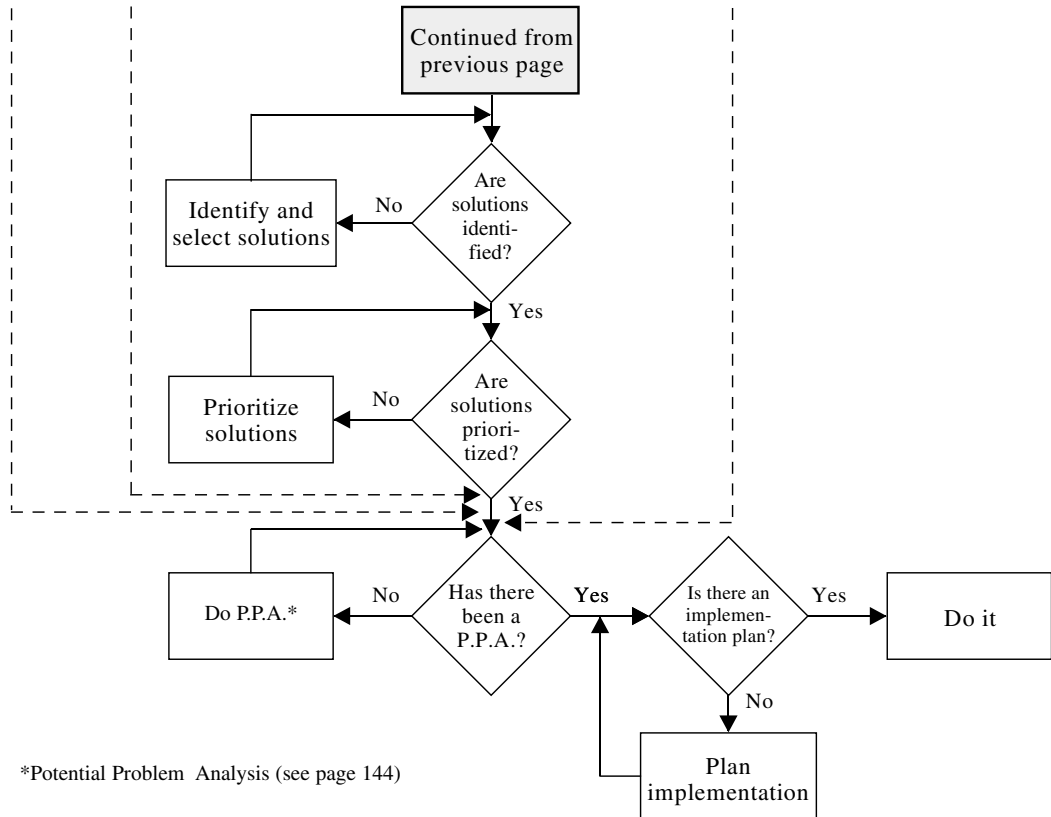 Continued from
previous page
Are
solutions
identi-
fied?
No
Identify and
select solutions
Yes
Are
solutions
priori-
tized?
No
Prioritize
solutions
Yes
Has there
been a
P.P.A.?
No
Do P.P.A.*
Yes
Is there an
implemen-
tation plan?
Yes
Do it
No
Plan
implementation
*Potential Problem Analysis (see page 144)